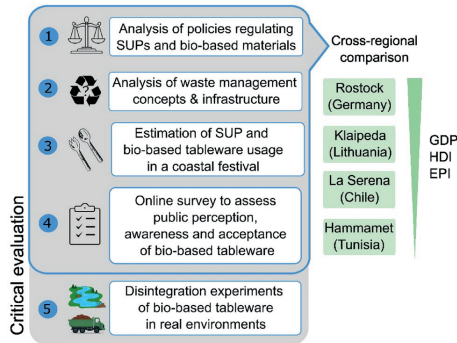 Critical evaluation
1
Analysis of policies regulating
SUPs and bio-based materials
2
?
Analysis of waste management
concepts & infrastructure
3
Estimation of SUP and
bio-based tableware usage
in a coastal festival
4
Online survey to assess
public perception,
awareness and acceptance
of bio-based tableware
5
Disintegration experiments
of bio-based tableware
in real environments
Cross-regional
comparison
Rostock
(Germany)
Klaipeda
(Lithuania)
La Serena
(Chile)
Hammamet
(Tunisia)
GDP
HDI
EPI